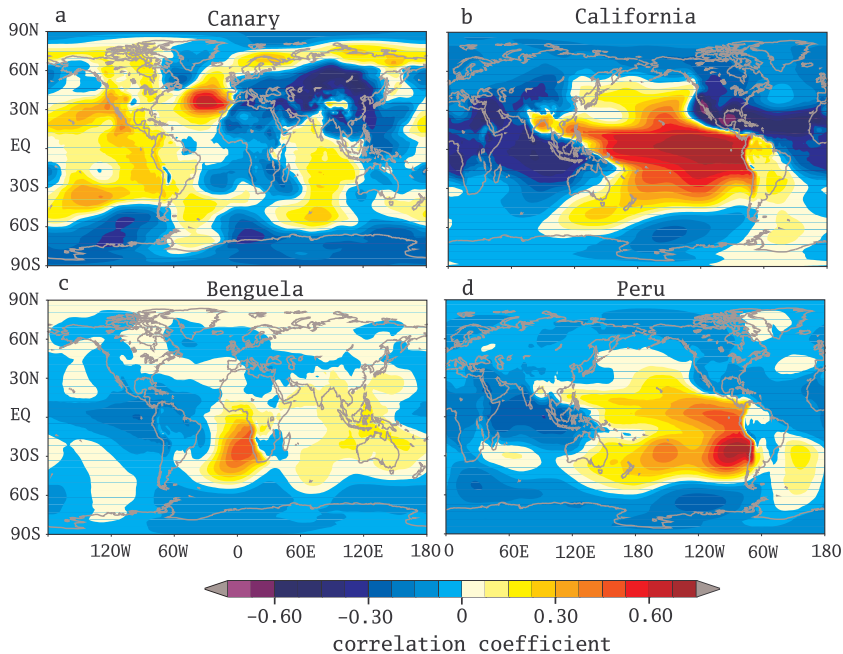 a Canary
b California
90N
60N
30N
EQ
30S
60S
90S
c Benguela
d Peru
90N
60N
30N
EQ
30S
60S
90S
120W 60W 0 60E 120E 180 0 60E 120E 180 120W 60W 180
−0.60 −0.30 0 0.30 0.60
correlation coefficient